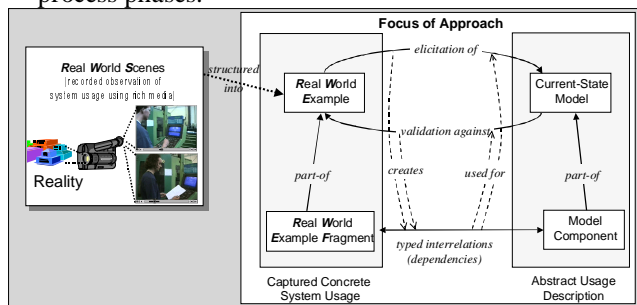 process phases.
Focus of Approach
Real World Scenes
[recorded observation of
system usage using rich media]
Reality
structured
into
Real World
Example
elicitation of
Current-State
Model
validation against
part-of
creates
used for
part-of
Real World
Example Fragment
typed interrelations
(dependencies)
Model
Component
Captured Concrete
System Usage
Abstract Usage
Description